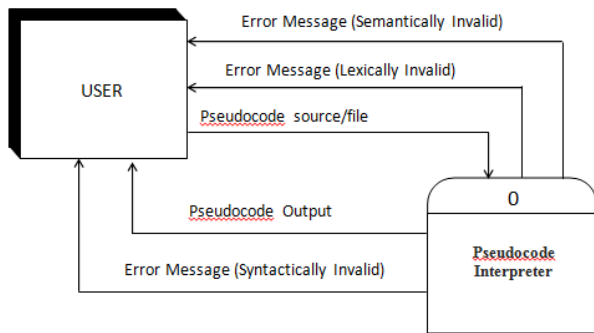 Error Message (Semantically Invalid)
Error Message (Lexically Invalid)
USER
Pseudocode source/file
0
Pseudocode Output
Pseudocode
Interpreter
Error Message (Syntactically Invalid)